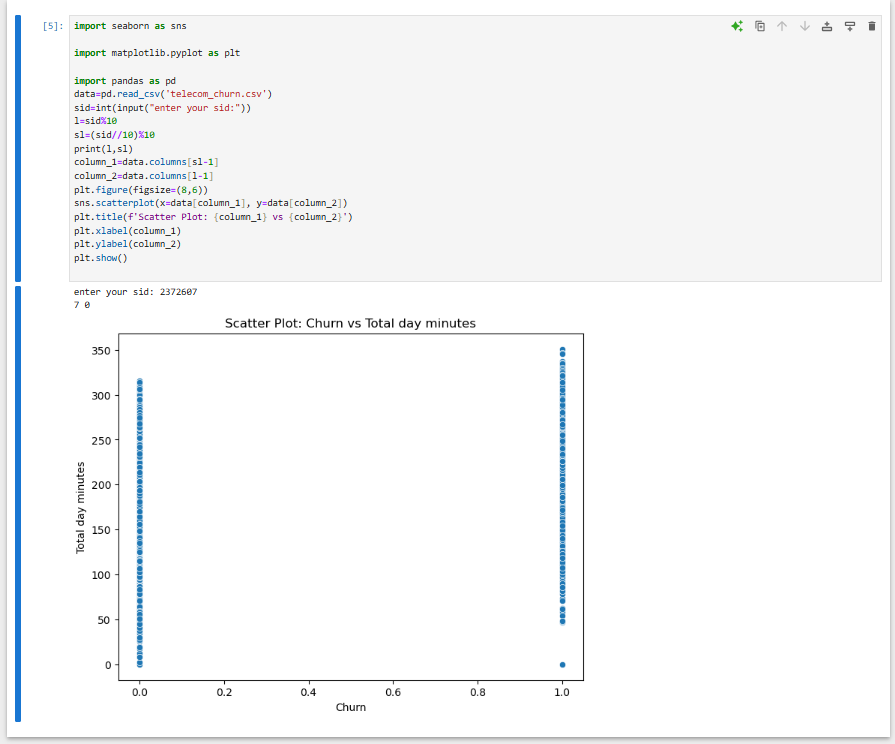 [5]: import seaborn as sns
import matplotlib.pyplot as plt
import pandas as pd
data=pd.read_csv('telecom_churn.csv')
sid=int(input("enter your sid:"))
l=sid%10
sl=(sid//10)%10
print(l,sl)
column_1=data.columns[sl-1]
column_2=data.columns[l-1]
plt.figure(figsize=(8,6))
sns.scatterplot(x=data[column_1], y=data[column_2])
plt.title(f'Scatter Plot: {column_1} vs {column_2}')
plt.xlabel(column_1)
plt.ylabel(column_2)
plt.show()
enter your sid: 2372607
7 0
Scatter Plot: Churn vs Total day minutes
350
300
250
200
150
100
50
0
Total day minutes
0.0 0.2 0.4 0.6 0.8 1.0
Churn